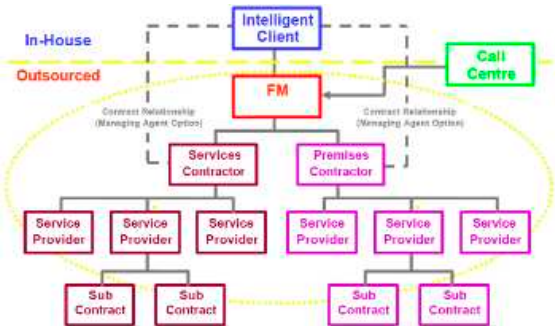 Intelligent
Client
In-House
Call
Centre
Outsourced
FM
Contract Relationship
(Managing Agent Option)
Contract Relationship
(Managing Agent Option)
Services
Contractor
Premises
Contractor
Service
Provider
Service
Provider
Service
Provider
Service
Provider
Service
Provider
Service
Provider
Sub
Contract
Sub
Contract
Sub
Contract
Sub
Contract